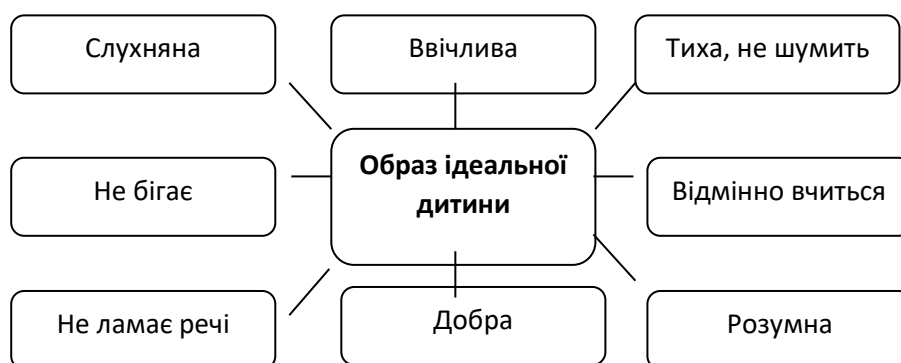 Слухняна
Ввічлива
Тиха, не шумить
Образ ідеальної
дитини
Не бігає
Відмінно вчиться
Не ламає речі
Добра
Розумна